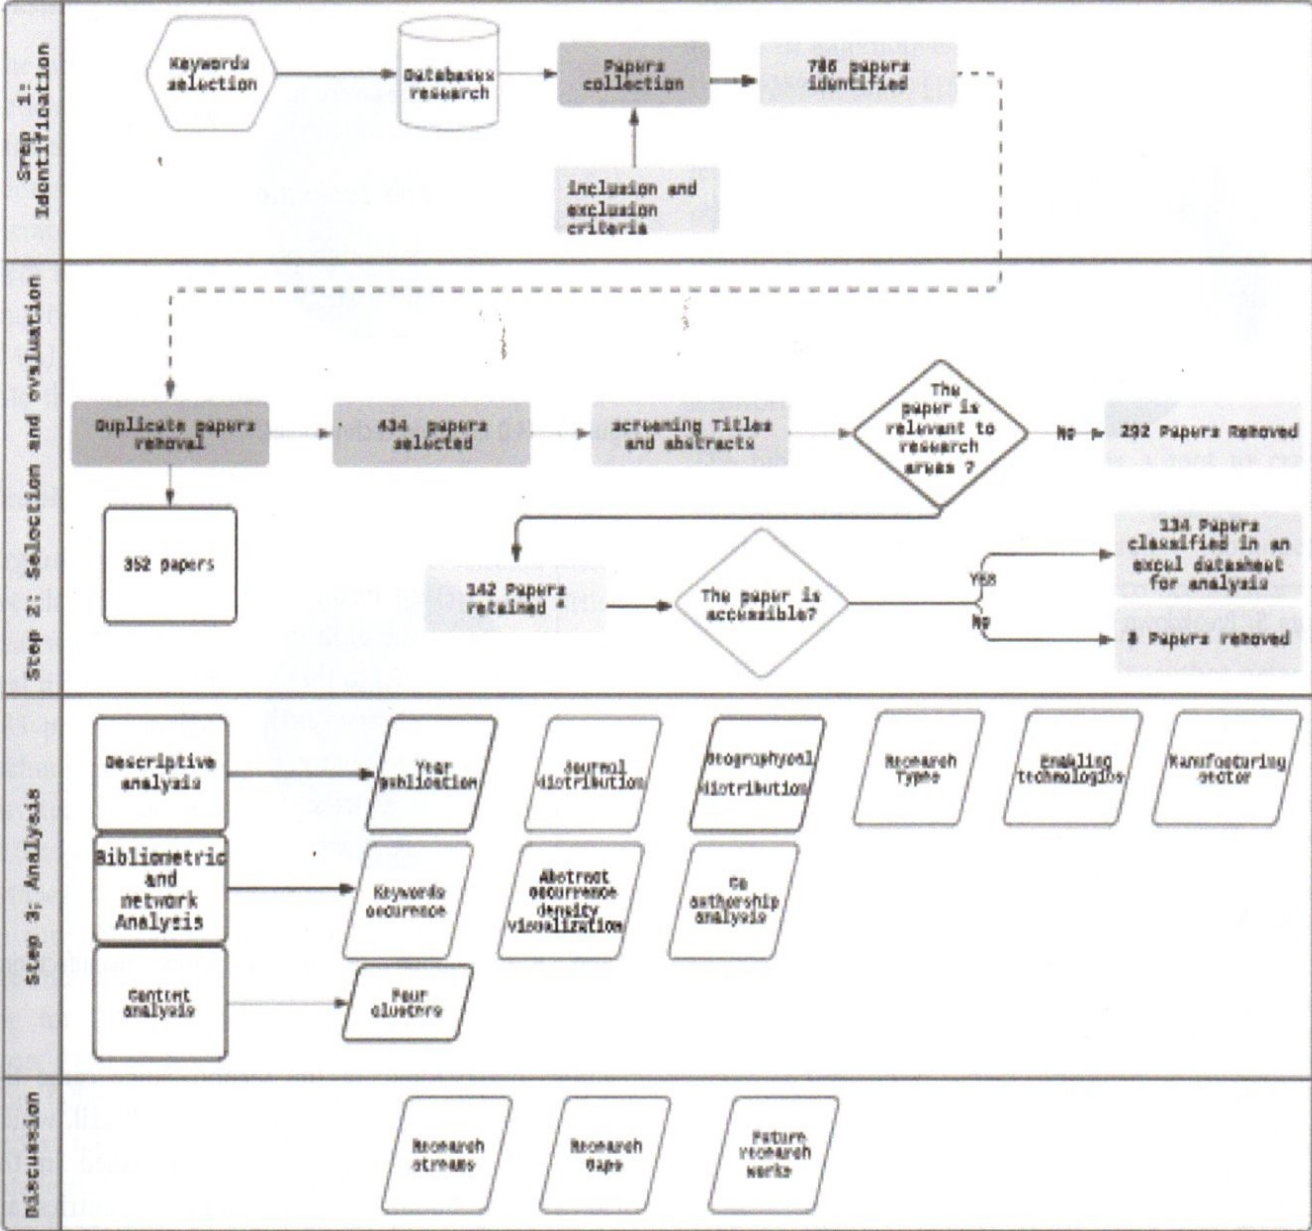 Step 1:
Identification
Keywords
selection
Databases
research
Papers
collection
786 papers
identified
inclusion and
exclusion
criteria
Step 2: Selection and evaluation
Duplicate papers
removal
434 papers
selected
screening Titles
and abstracts
The
paper is
relevant to
research
areas ?
No
292 Papers Removed
352 papers
142 Papers
retained
The paper is
accessible?
Yes
No
134 Papers
classified in an
excel datasheet
for analysis
8 Papers removed
Step 3: Analysis
Descriptive
analysis
Year
publication
Journal
distribution
Geographycal
distribution
Research
Types
Enabling
technologies
Manufacturing
sector
Bibliometric
and
network
Analysis
Keywords
occurence
Abstract
occurrence
density
visualization
Co
authorship
analysis
Content
analysis
Four
clusters
Discussion
Research
streams
Research
Gaps
Future
research
works